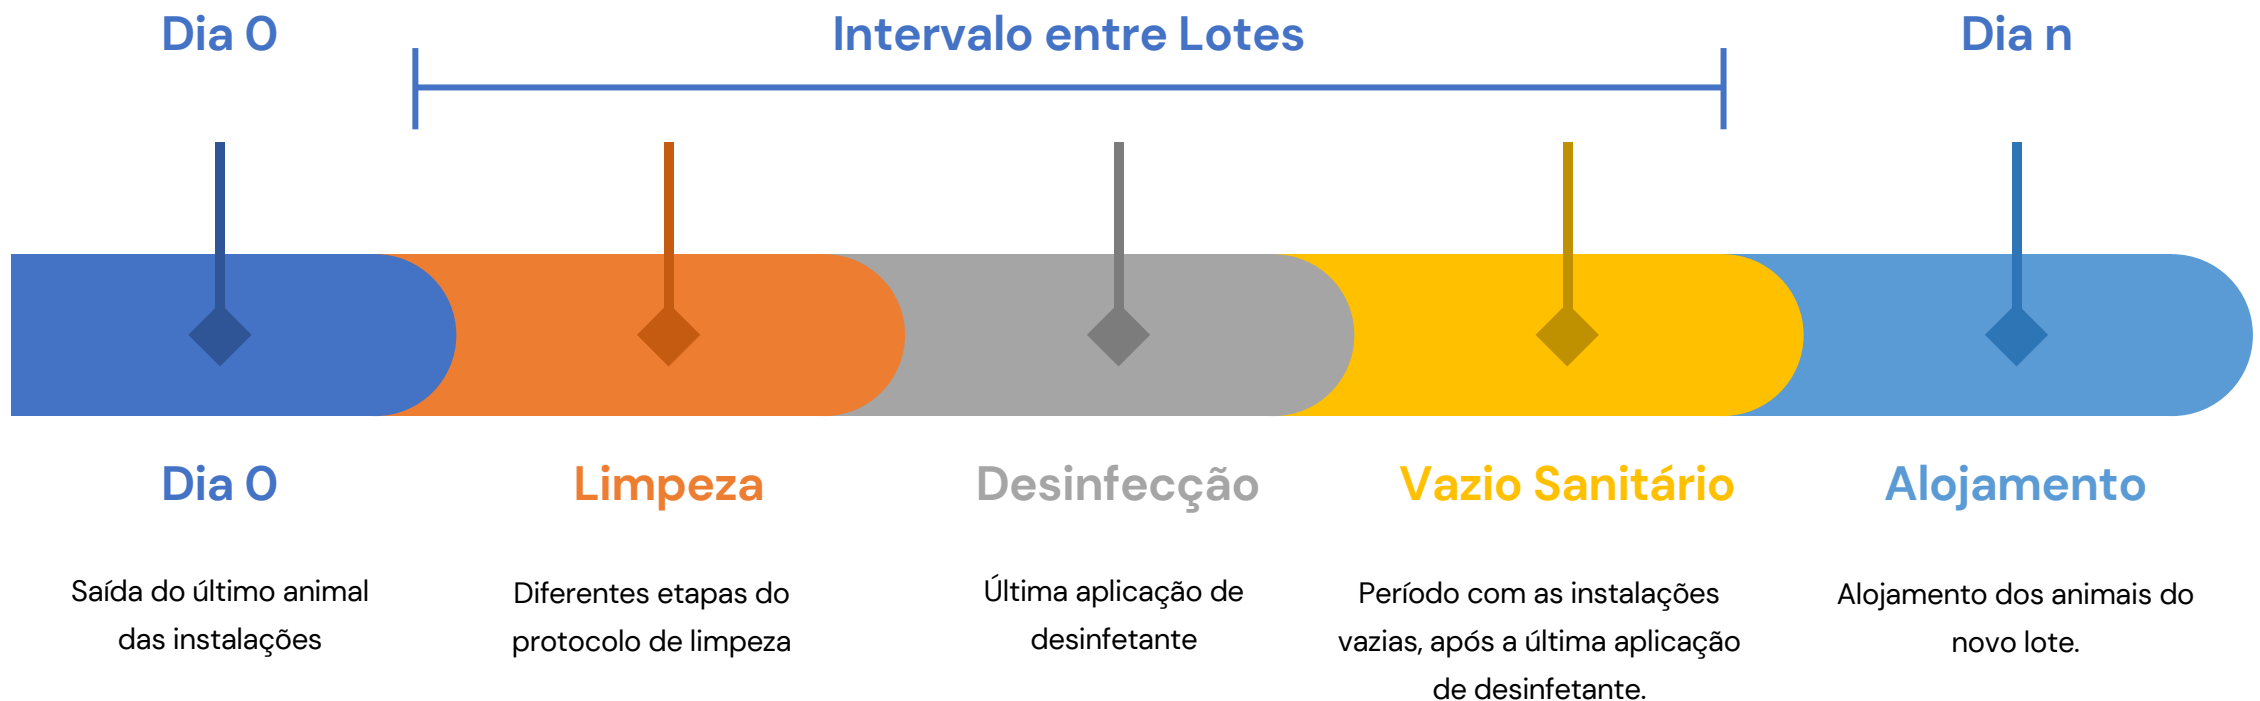 Dia 0
Intervalo entre Lotes
Dia n
Dia 0
Saída do último animal
das instalações
Limpeza
Diferentes etapas do
protocolo de limpeza
Desinfecção
Última aplicação de
desinfetante
Vazio Sanitário
Período com as instalações
vazias, após a última aplicação
de desinfetante.
Alojamento
Alojamento dos animais do
novo lote.